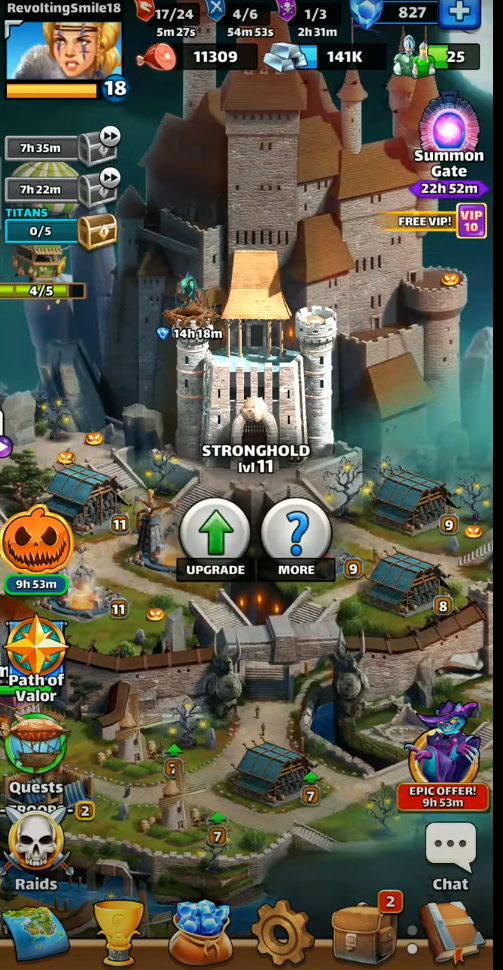 RevoltingSmile18
17/24
4/6
1/3
827
5m 27s
54m 53s
2h 31m
11309
141K
25
18
7h 35m
7h 22m
TITANS
0/5
4/5
Summon
Gate
22h 52m
FREE VIP!
VIP
10
14h 18m
STRONGHOLD
lvl 11
11
9
UPGRADE
MORE
9h 53m
9
11
8
Path of
Valor
7
7
7
Quests
2
EPIC OFFER!
9h 53m
Raids
Chat
2